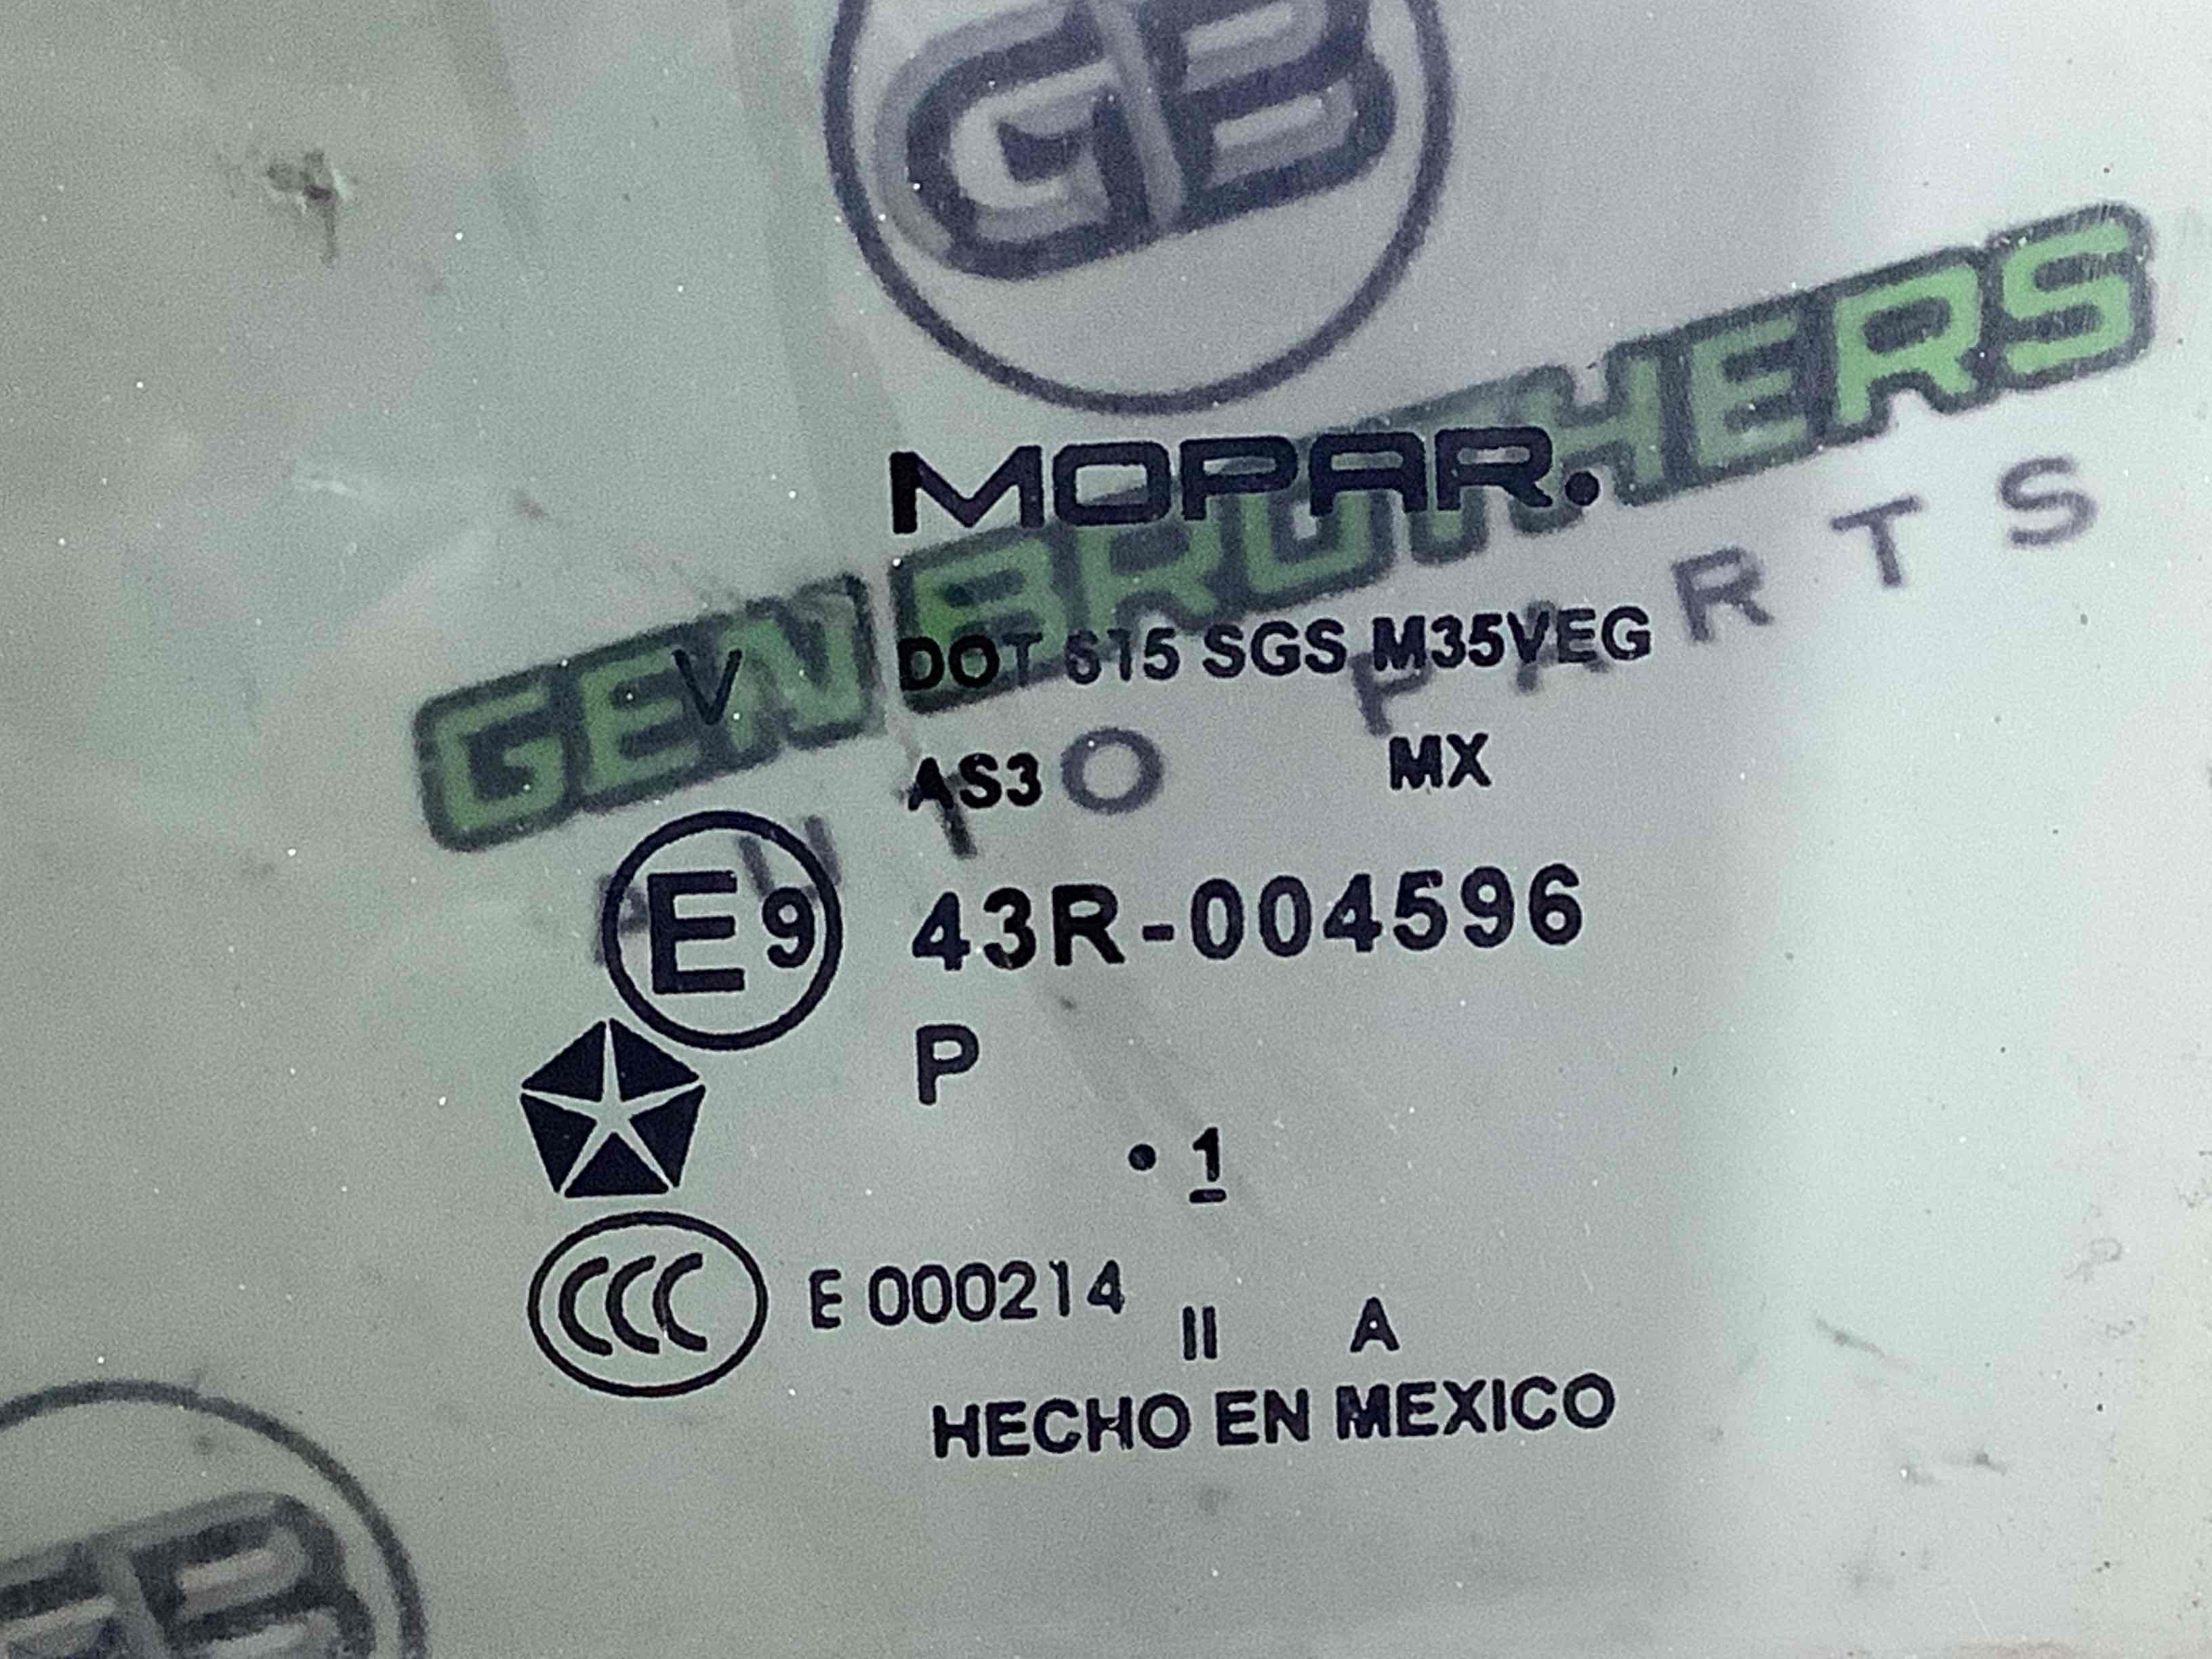 GB
GEN BROTHERS
AUTO PARTS
MOPAR.
V DOT 615 SGS M35VEG
AS3 MX
E9 43R-004596
P
• 1
CCC E 000214
II A
HECHO EN MEXICO
GB